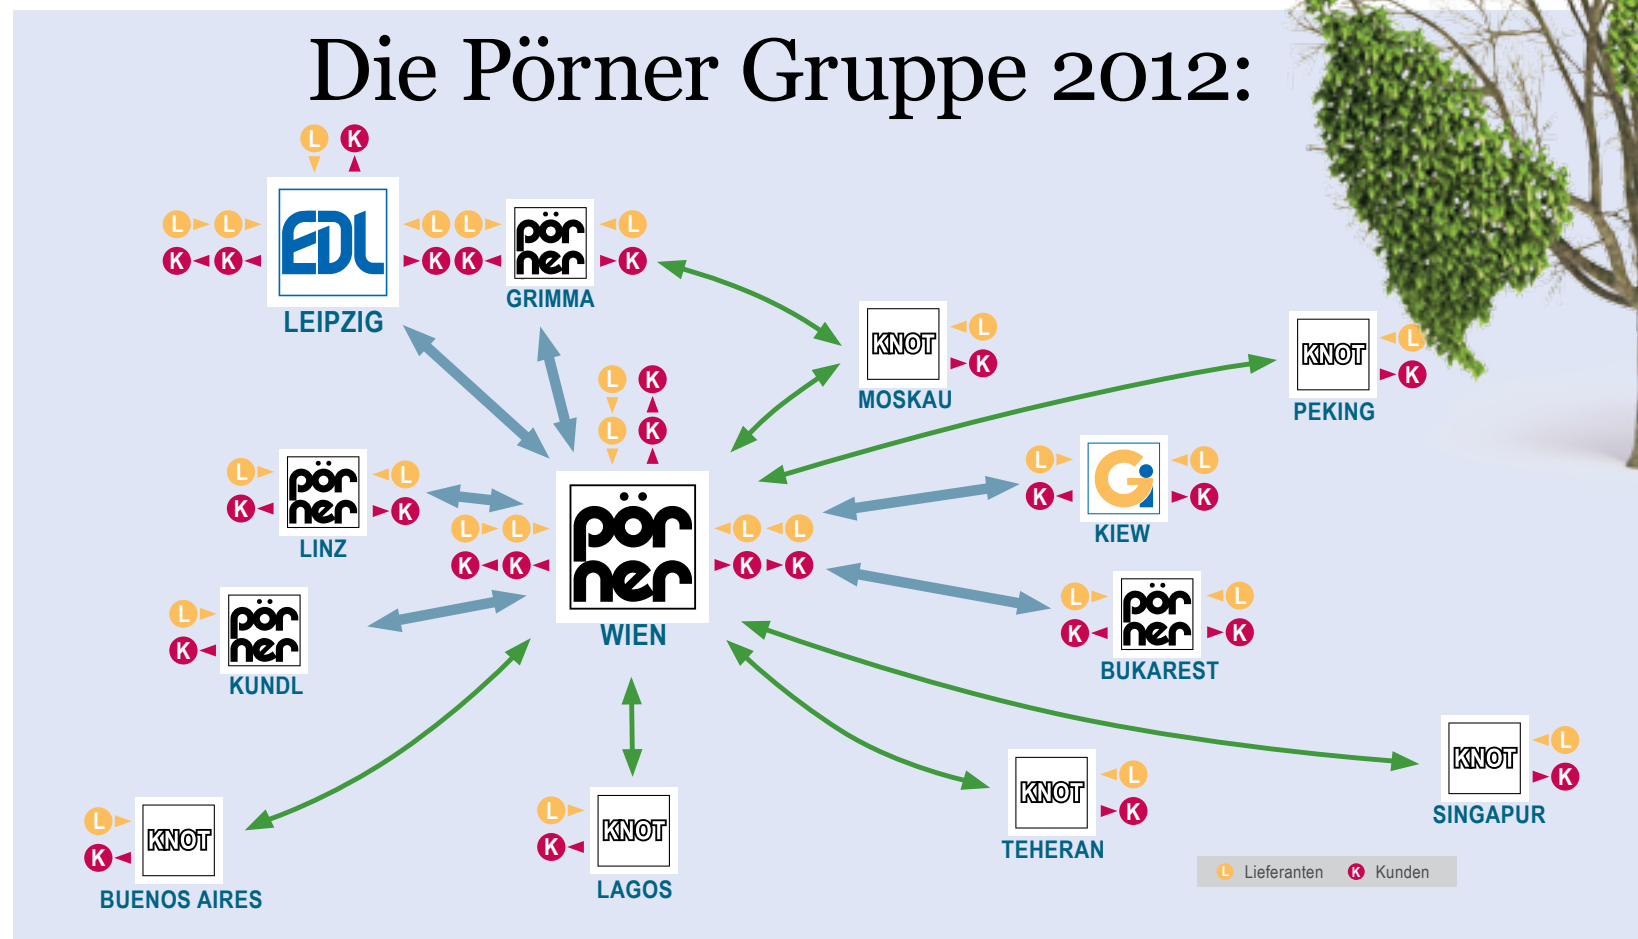 Die Pörner Gruppe 2012:
L K
L L L L L
EDL
pör
ner
K K K K K
LEIPZIG
GRIMMA
KNOT
L
K
MOSKAU
KNOT
L
K
PEKING
L K
L K
L L
pör
ner
K K
LINZ
L L
Gi
K K
KIEW
L L L L
pör
ner
K K K K
WIEN
L
pör
ner
K
KUNDL
L L
pör
ner
K K
BUKAREST
L
KNOT
K
SINGAPUR
L
KNOT
K
TEHERAN
L
KNOT
K
BUENOS AIRES
L
KNOT
K
LAGOS
L Lieferanten K Kunden